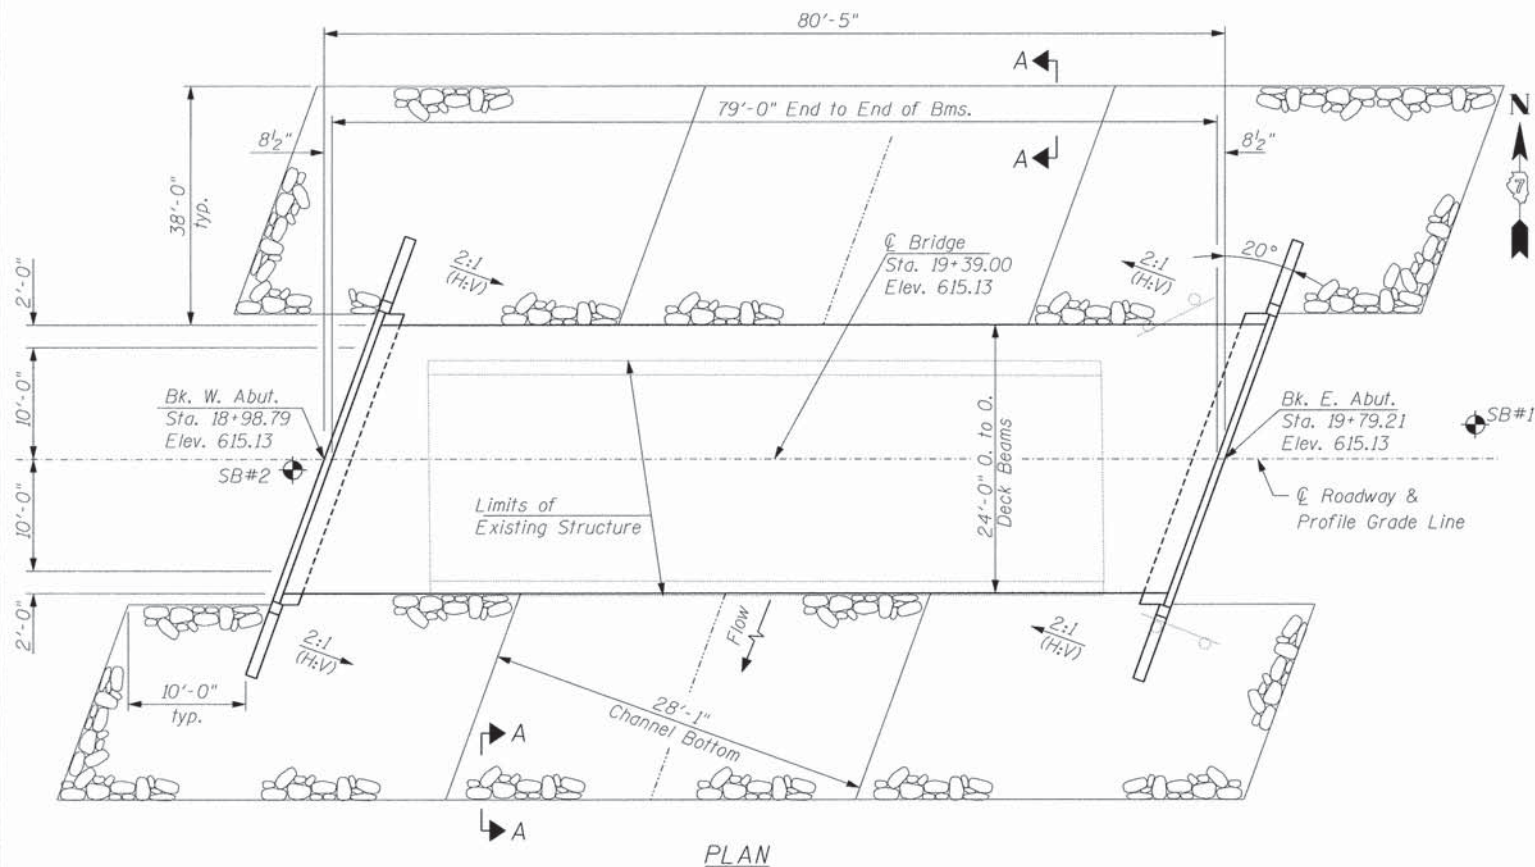 80'-5"
A
79'-0" End to End of Bms.
8½"
8½"
A
N
7
38'-0"
typ.
2:1
(H:V)
℄ Bridge
Sta. 19+39.00
Elev. 615.13
2:1
(H:V)
20°
2'-0"
10'-0"
Bk. W. Abut.
Sta. 18+98.79
Elev. 615.13
SB#2
24'-0" O. to O.
Deck Beams
Bk. E. Abut.
Sta. 19+79.21
Elev. 615.13
SB#1
Limits of
Existing Structure
℄ Roadway &
Profile Grade Line
10'-0"
2'-0"
2:1
(H:V)
Flow
2:1
(H:V)
10'-0"
typ.
28'-1"
Channel Bottom
A
A
PLAN